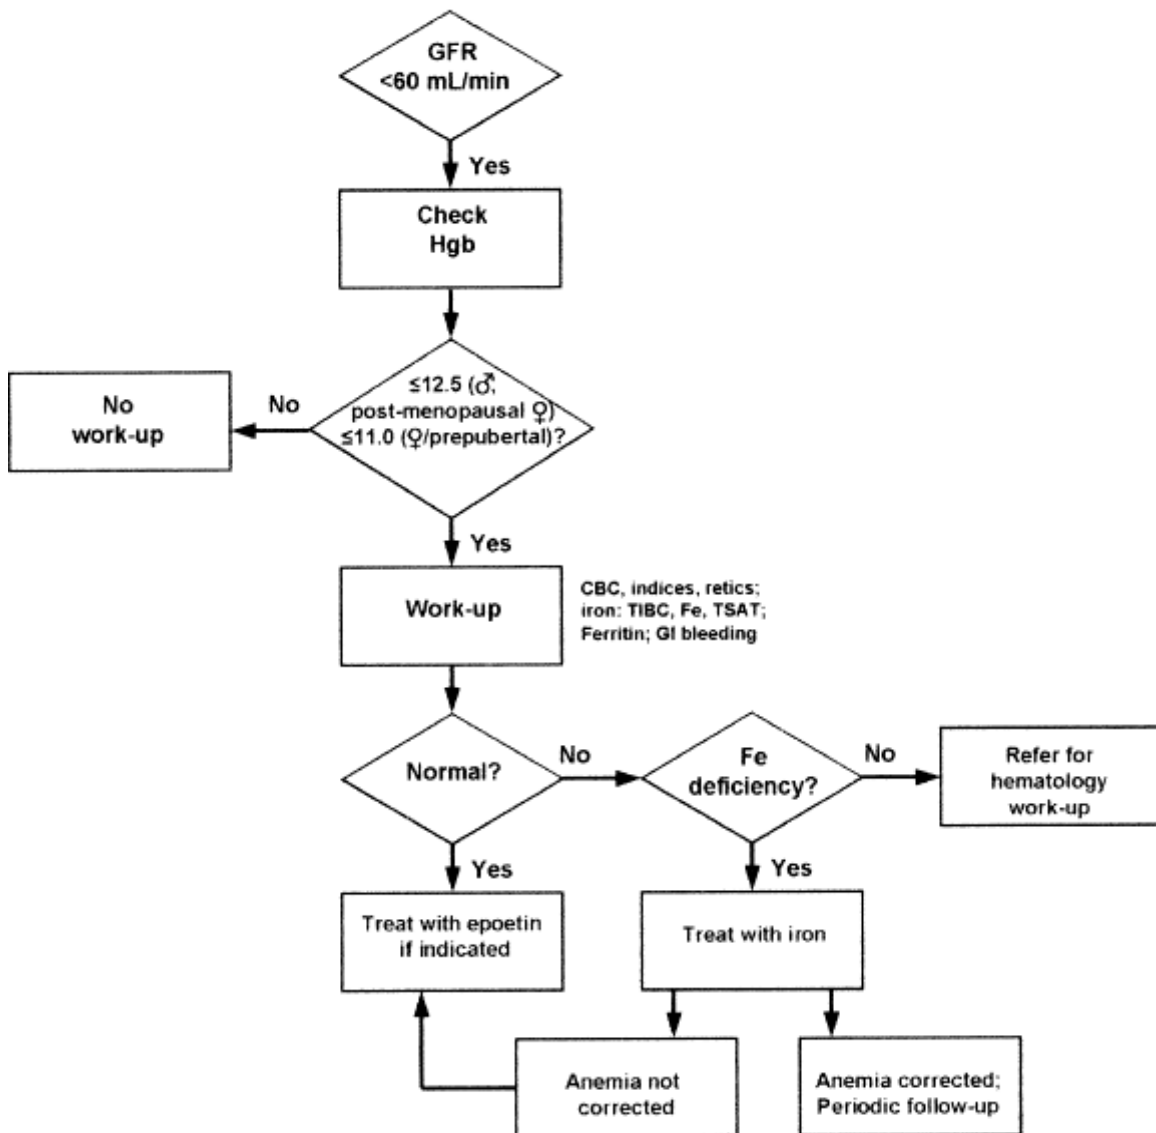 GFR
<60 mL/min
Yes
Check
Hgb
≤12.5 (♂,
post-menopausal ♀)
≤11.0 (♀/prepubertal)?
No
No
work-up
Yes
Work-up
CBC, indices, retics;
iron: TIBC, Fe, TSAT;
Ferritin; GI bleeding
Normal?
No
Fe
deficiency?
No
Refer for
hematology
work-up
Yes
Yes
Treat with epoetin
if indicated
Treat with iron
Anemia not
corrected
Anemia corrected;
Periodic follow-up